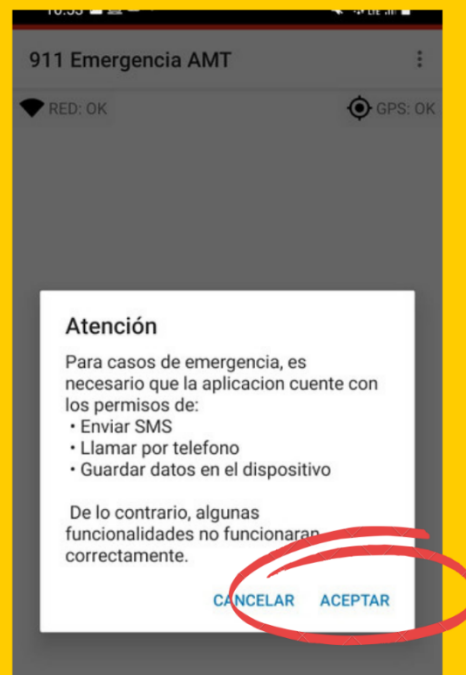 911 Emergencia AMT
RED: OK
GPS: OK
Atención
Para casos de emergencia, es
necesario que la aplicacion cuente con
los permisos de:
• Enviar SMS
• Llamar por telefono
• Guardar datos en el dispositivo
De lo contrario, algunas
funcionalidades no funcionaran
correctamente.
CANCELAR ACEPTAR